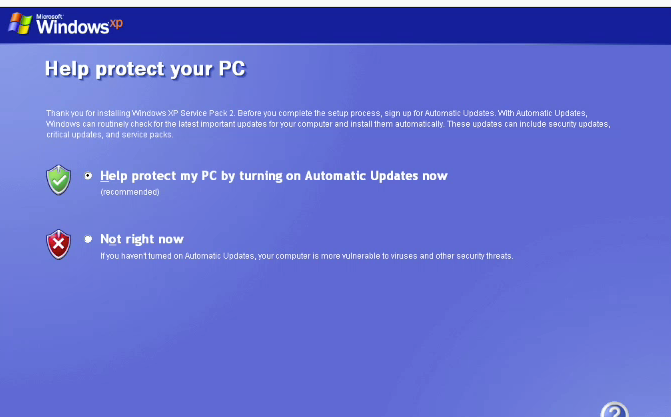 Microsoft
Windows xp
Help protect your PC
Thank you for installing Windows XP Service Pack 2. Before you complete the setup process, sign up for Automatic Updates. With Automatic Updates,
Windows can routinely check for the latest important updates for your computer and install them automatically. These updates can include security updates,
critical updates, and service packs.
Help protect my PC by turning on Automatic Updates now
(recommended)
Not right now
If you haven't turned on Automatic Updates, your computer is more vulnerable to viruses and other security threats.
?